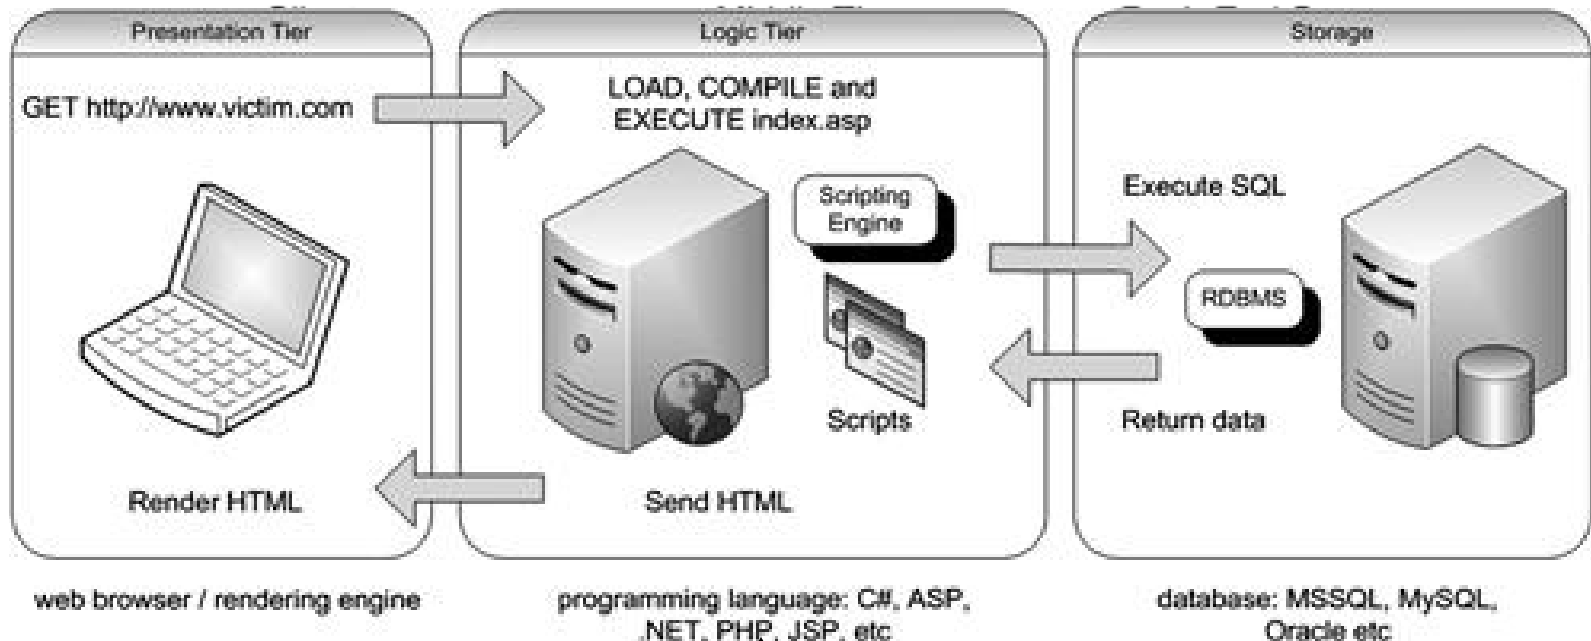 Presentation Tier
GET http://www.victim.com
Render HTML
web browser / rendering engine
Logic Tier
LOAD, COMPILE and
EXECUTE index.asp
Scripting
Engine
Scripts
Send HTML
programming language: C#, ASP,
.NET, PHP, JSP, etc
Storage
Execute SQL
RDBMS
Return data
database: MSSQL, MySQL,
Oracle etc